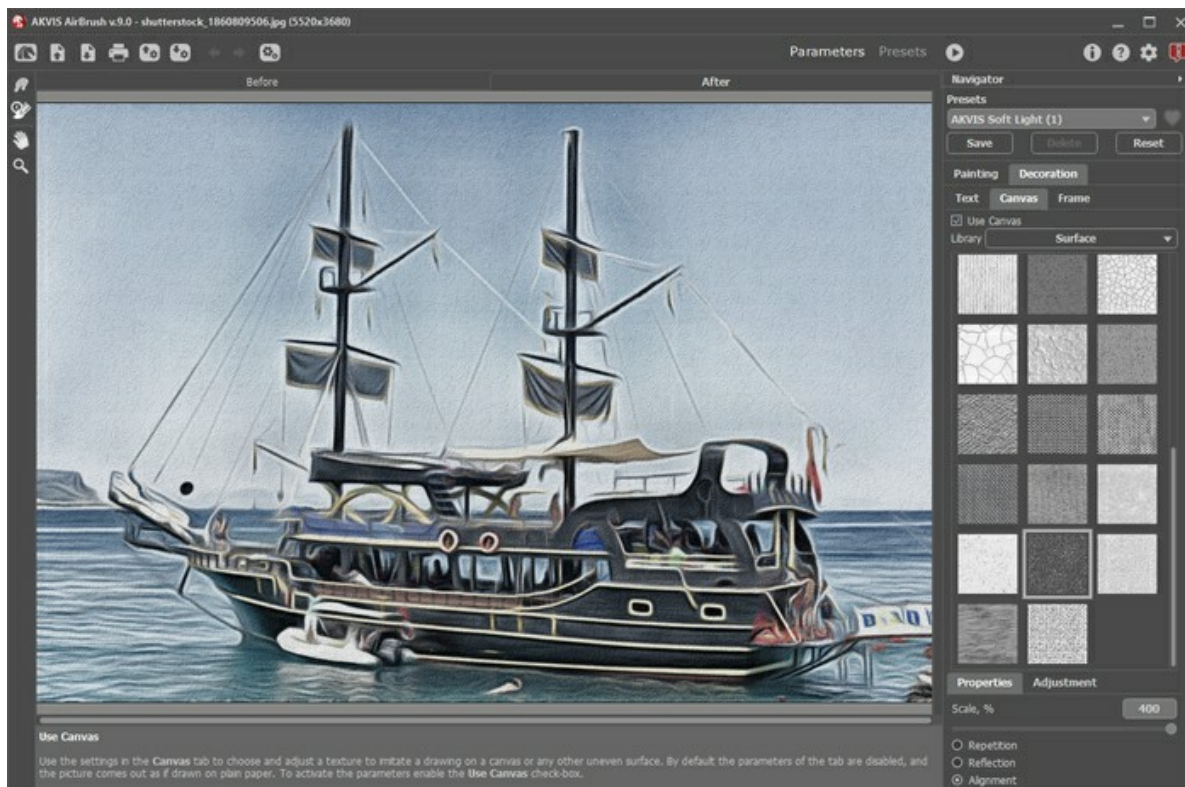 AKVIS AirBrush v.9.0 - shutterstock_1860809506.jpg (5520x3680)
Parameters Presets
Before After
Navigator
Presets
AKVIS Soft Light (1)
Save Delete Reset
Painting Decoration
Text Canvas Frame
Use Canvas
Library Surface
Properties Adjustment
Scale, % 400
Repetition
Reflection
Alignment
Use Canvas
Use the settings in the Canvas tab to choose and adjust a texture to imitate a drawing on a canvas or any other uneven surface. By default the parameters of the tab are disabled, and
the picture comes out as if drawn on plain paper. To activate the parameters enable the Use Canvas check-box.